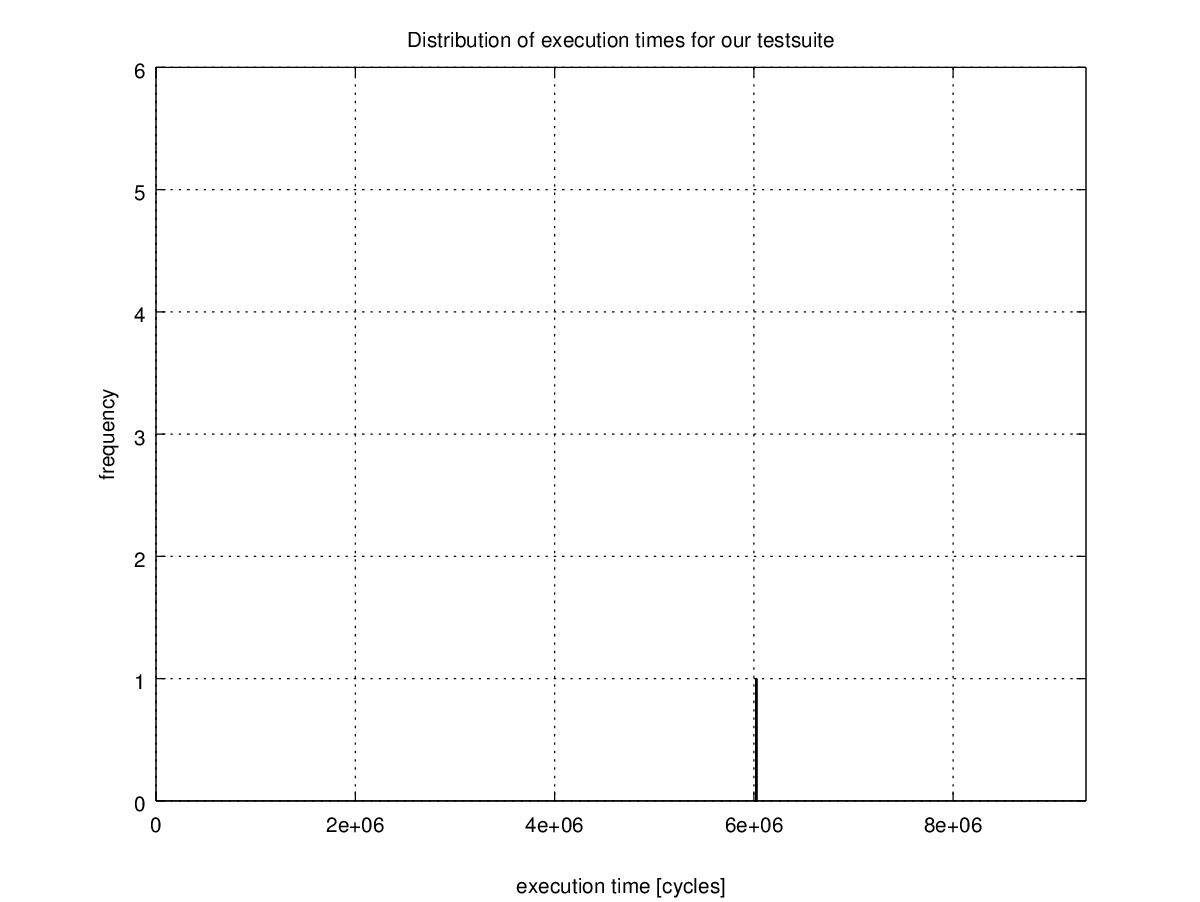 Distribution of execution times for our testsuite
6
5
4
3
2
1
0
frequency
0 2e+06 4e+06 6e+06 8e+06
execution time [cycles]